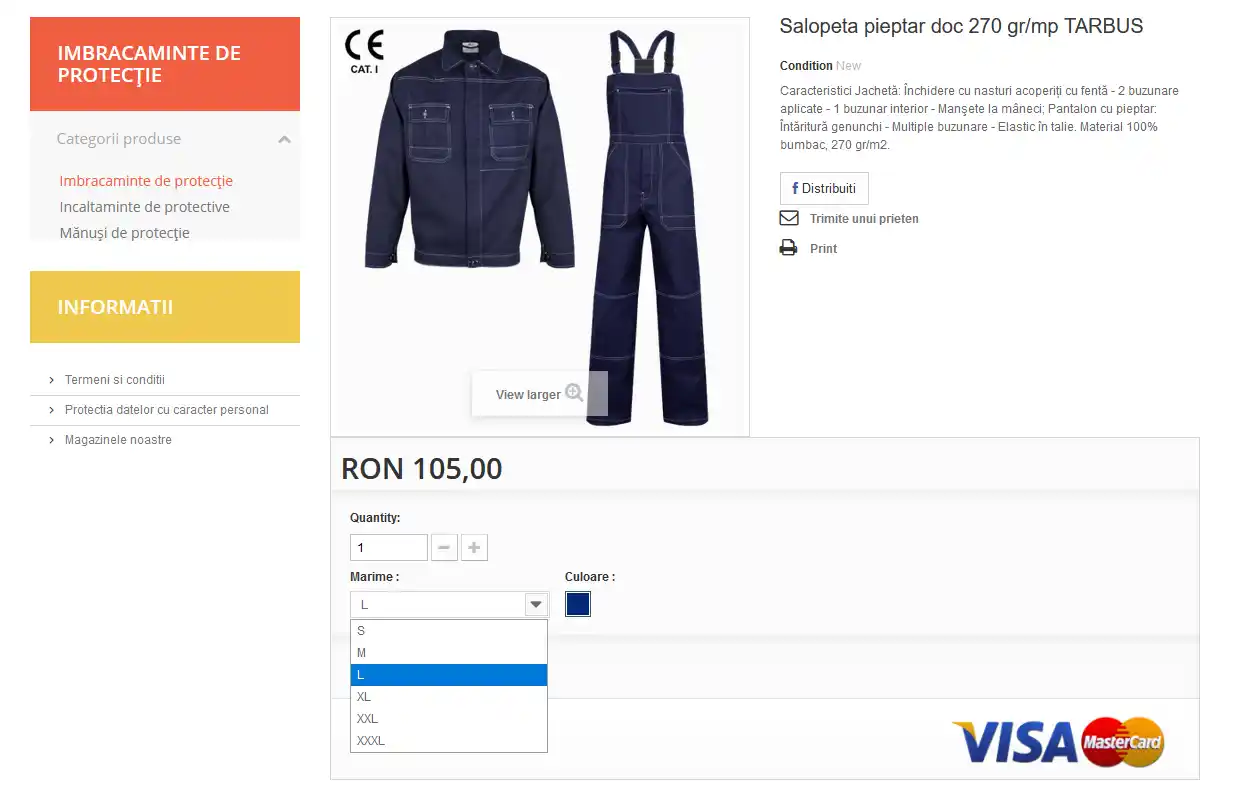 IMBRACAMINTE DE
PROTECŢIE
Categorii produse
Imbracaminte de protecţie
Incaltaminte de protective
Mănuşi de protecţie
INFORMATII
Termeni si conditii
Protectia datelor cu caracter personal
Magazinele noastre
CE
CAT. I
View larger
Salopeta pieptar doc 270 gr/mp TARBUS
Condition New
Caracteristici Jachetă: Închidere cu nasturi acoperiți cu fentă - 2 buzunare
aplicate - 1 buzunar interior - Manşete la mâneci; Pantalon cu pieptar:
Întăritură genunchi - Multiple buzunare - Elastic în talie. Material 100%
bumbac, 270 gr/m2.
f Distribuiti
Trimite unui prieten
Print
RON 105,00
Quantity:
1
Marime :
Culoare :
L
S
M
L
XL
XXL
XXXL
VISA MasterCard